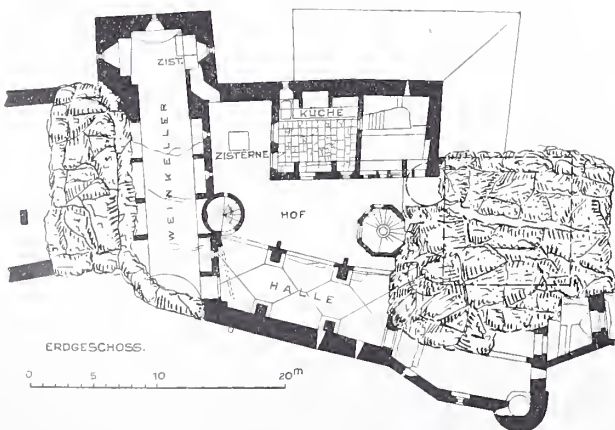 ZIST.
KÜCHE
WEINKELLER
ZISTERNE
HOF
HALLE
ERDGESCHOSS.
0 5 10 20m